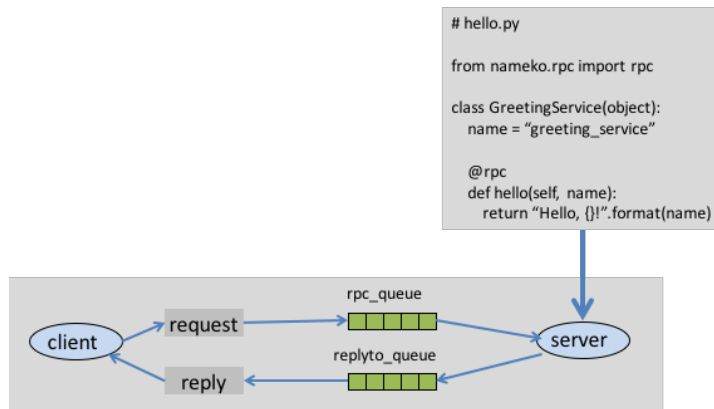 # hello.py
from nameko.rpc import rpc
class GreetingService(object):
name = “greeting_service”
@rpc
def hello(self, name):
return “Hello, {}!”.format(name)
rpc_queue
request
client
server
replyto_queue
reply